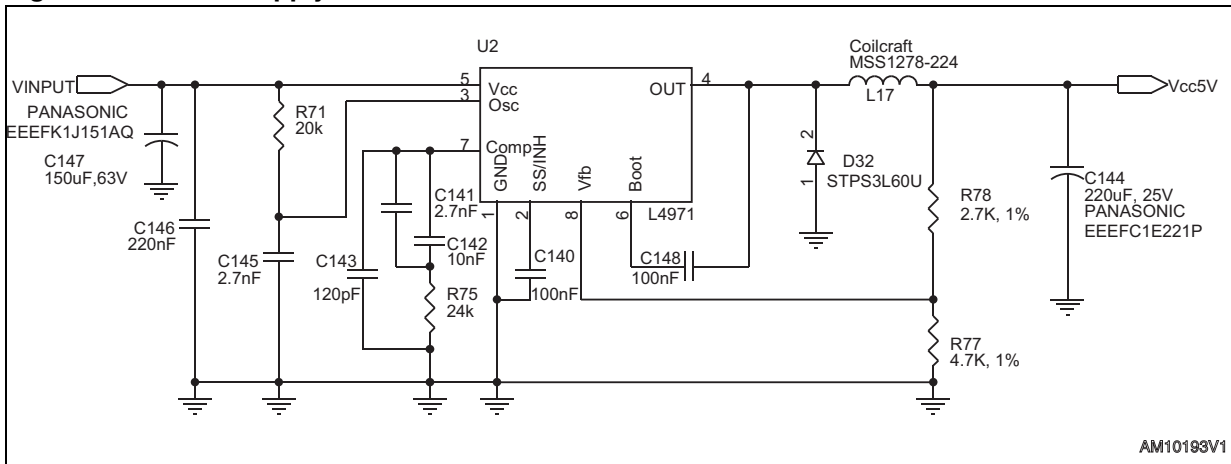 U2
Coilcraft
MSS1278-224
L17
VINPUT
PANASONIC
EEEFK1J151AQ
C147
150uF,63V
R71
20k
5
3
7
Vcc
Osc
Comp
GND
SS/INH
Vfb
Boot
OUT
4
L4971
1
2
8
6
2
1
D32
STPS3L60U
Vcc5V
C144
220uF, 25V
PANASONIC
EEEFC1E221P
R78
2.7K, 1%
C141
2.7nF
C142
10nF
C146
220nF
C145
2.7nF
C143
120pF
R75
24k
C140
100nF
C148
100nF
R77
4.7K, 1%
AM10193V1